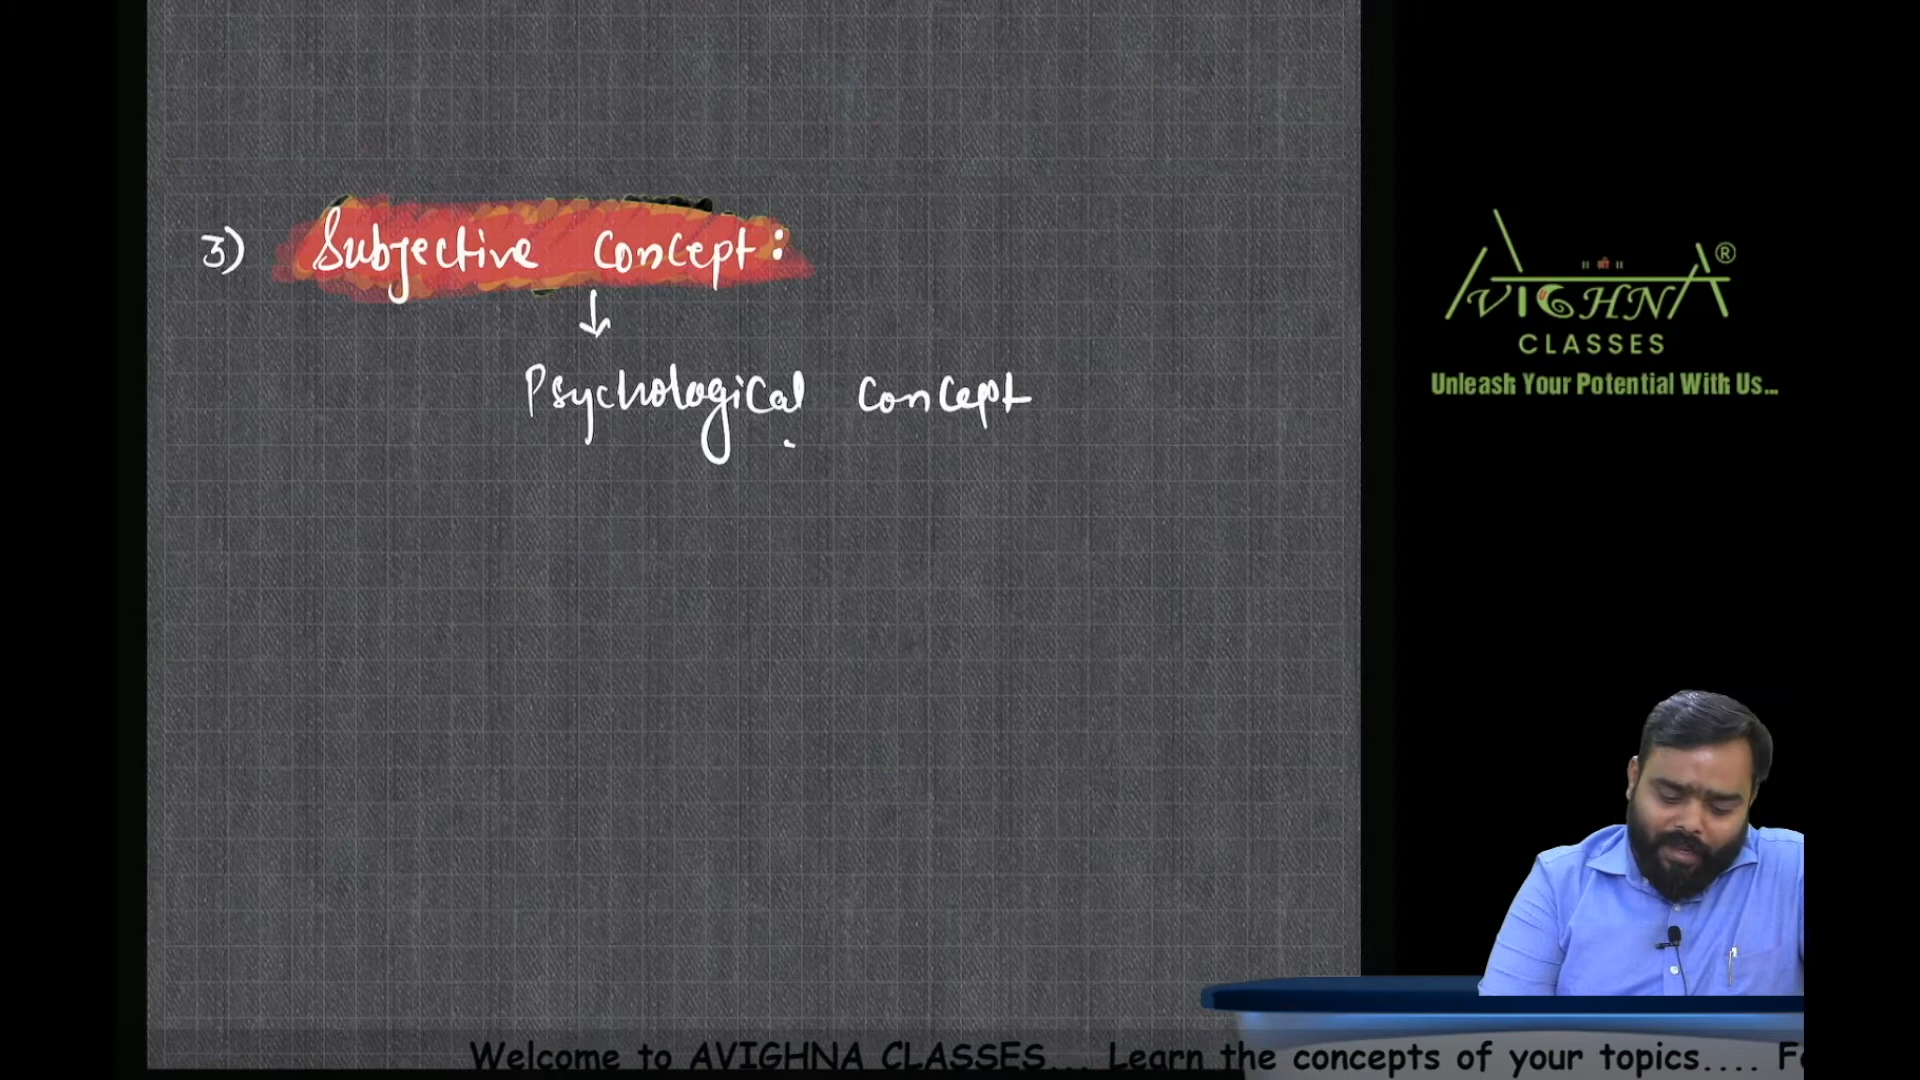 3) Subjective Concept:
↓
Psychological Concept
॥ श्री ॥
AVIGHNA ®
CLASSES
Unleash Your Potential With Us...
Welcome to AVIGHNA CLASSES... Learn the concepts of your topics.... Fo